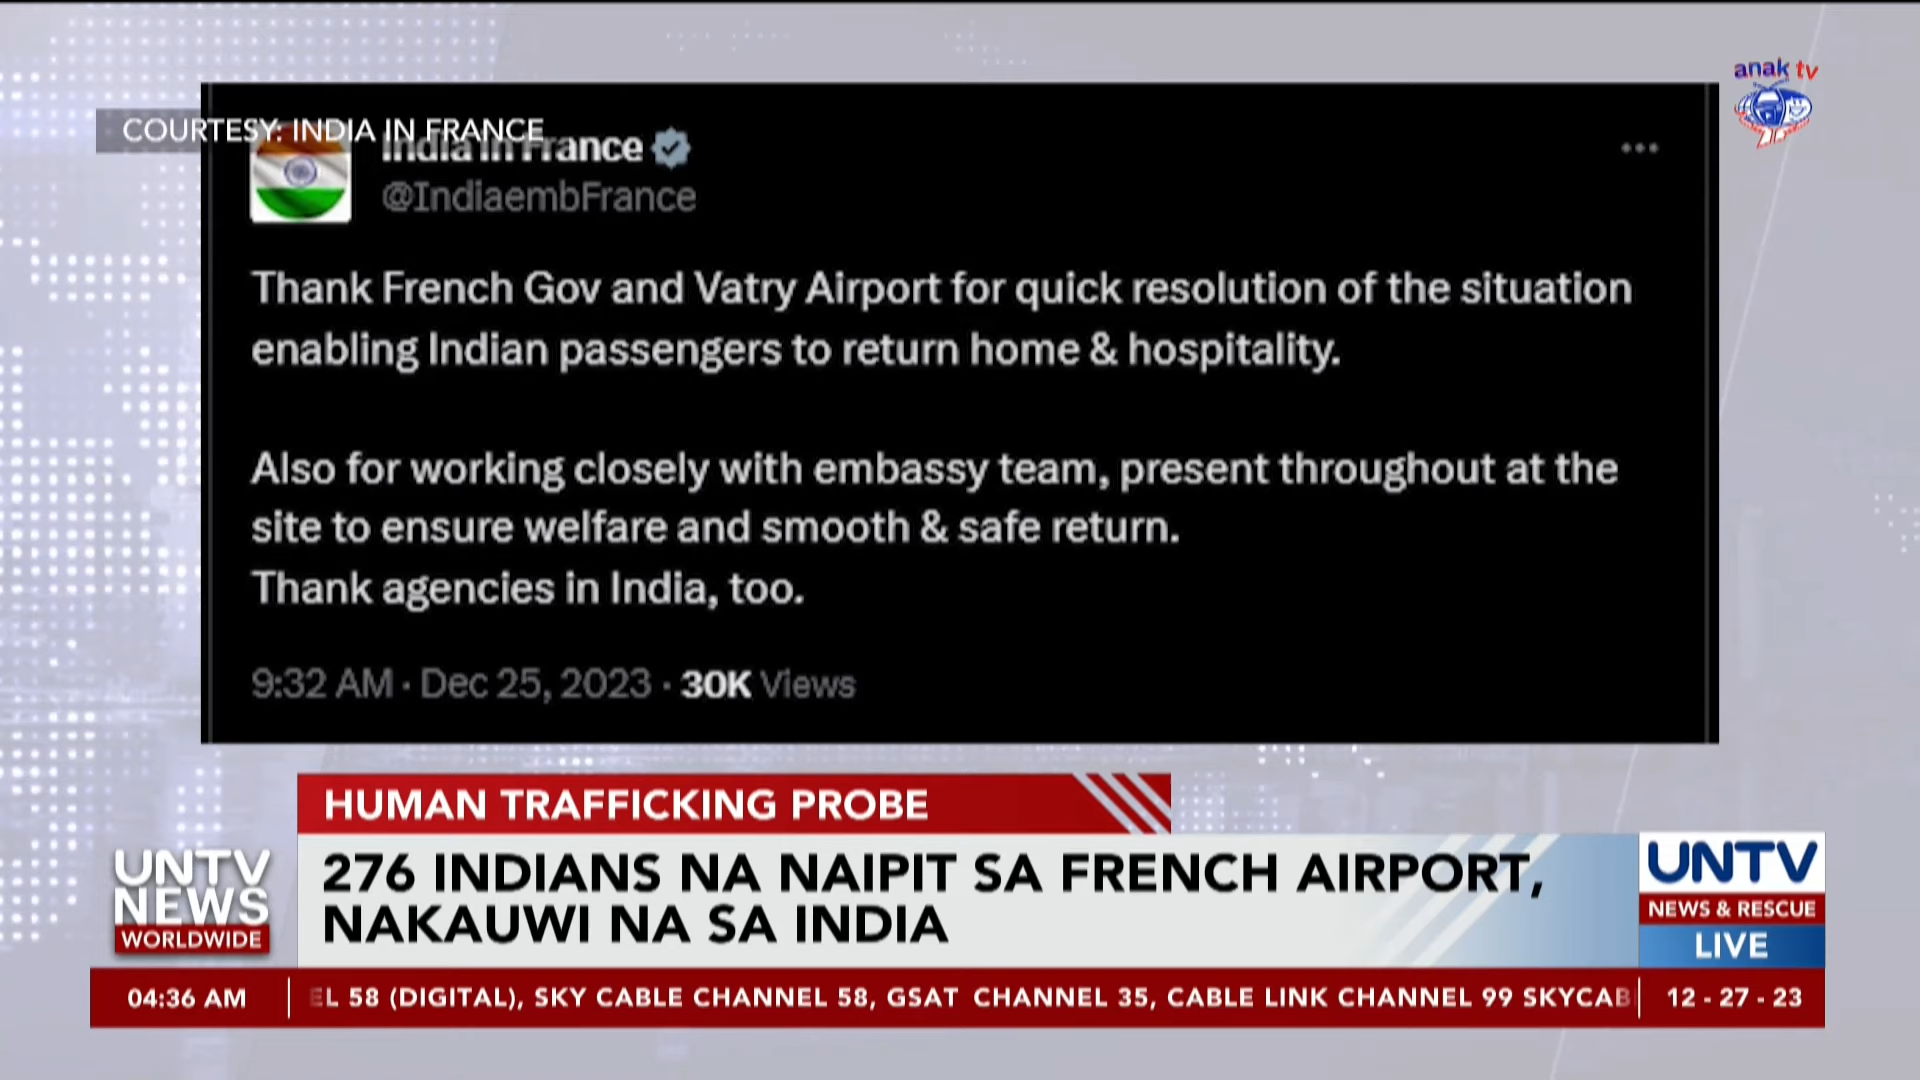 anak tv
COURTESY: INDIA IN FRANCE
India in France
@IndiaembFrance
Thank French Gov and Vatry Airport for quick resolution of the situation
enabling Indian passengers to return home & hospitality.
Also for working closely with embassy team, present throughout at the
site to ensure welfare and smooth & safe return.
Thank agencies in India, too.
9:32 AM · Dec 25, 2023 · 30K Views
HUMAN TRAFFICKING PROBE
276 INDIANS NA NAIPIT SA FRENCH AIRPORT,
NAKAUWI NA SA INDIA
UNTV
NEWS
WORLDWIDE
UNTV
NEWS & RESCUE
LIVE
04:36 AM
EL 58 (DIGITAL), SKY CABLE CHANNEL 58, GSAT CHANNEL 35, CABLE LINK CHANNEL 99 SKYCAB
12 - 27 - 23